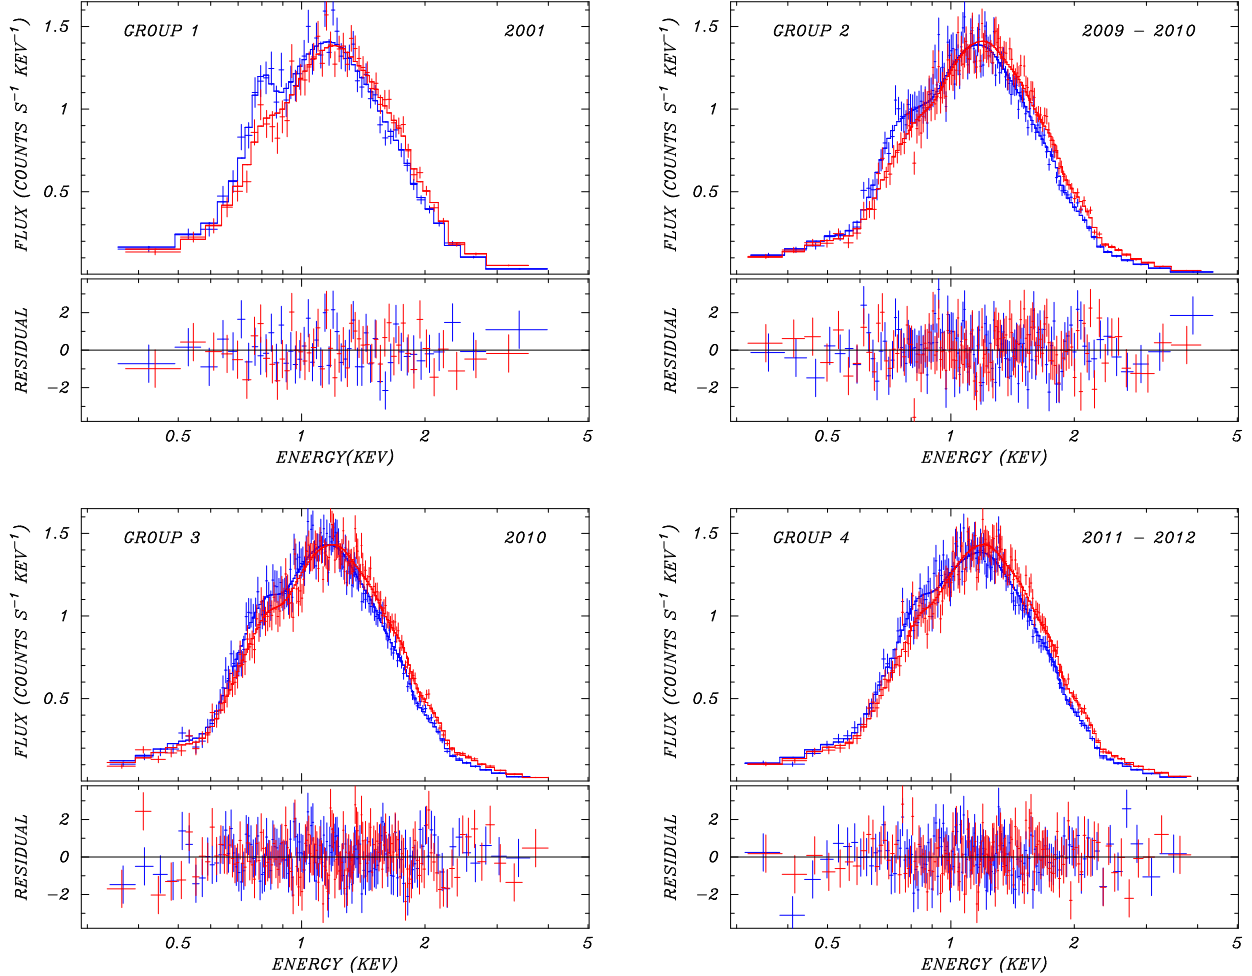 GROUP 1 2001
FLUX (COUNTS S⁻¹ KEV⁻¹)
1.5
1
0.5
RESIDUAL
2
0
−2
0.5 1 2 5
ENERGY(KEV)
GROUP 2 2009 − 2010
FLUX (COUNTS S⁻¹ KEV⁻¹)
1.5
1
0.5
RESIDUAL
2
0
−2
0.5 1 2 5
ENERGY (KEV)
GROUP 3 2010
FLUX (COUNTS S⁻¹ KEV⁻¹)
1.5
1
0.5
RESIDUAL
2
0
−2
0.5 1 2 5
ENERGY (KEV)
GROUP 4 2011 − 2012
FLUX (COUNTS S⁻¹ KEV⁻¹)
1.5
1
0.5
RESIDUAL
2
0
−2
0.5 1 2 5
ENERGY (KEV)